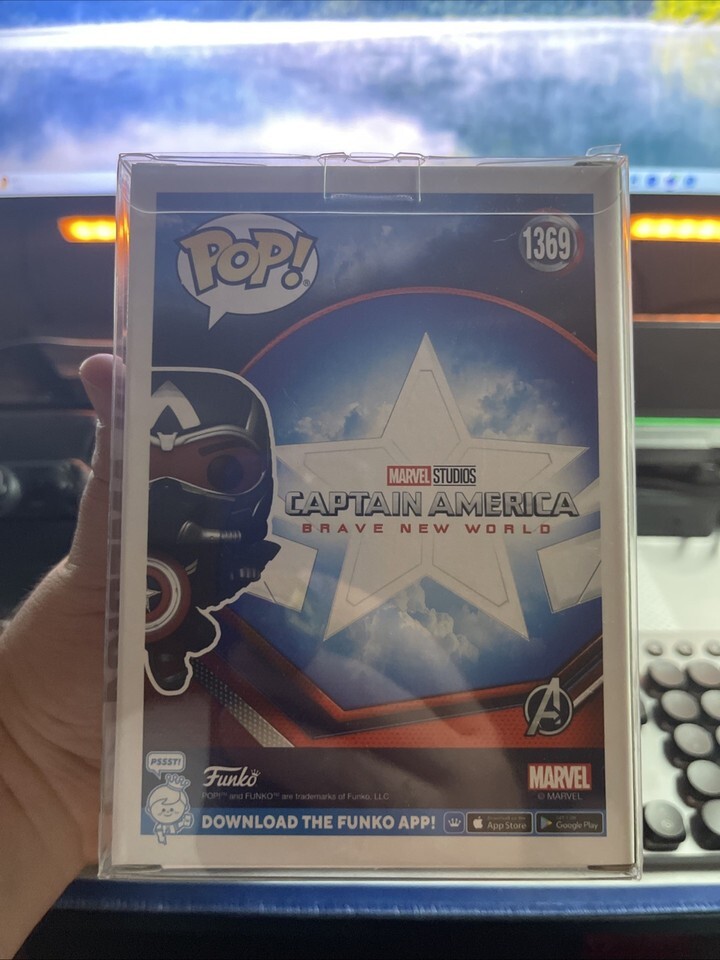 POP!®
1369
MARVEL STUDIOS
CAPTAIN AMERICA
BRAVE NEW WORLD
PSSST!
Funko
POP!™ and FUNKO™ are trademarks of Funko, LLC
MARVEL
© MARVEL
DOWNLOAD THE FUNKO APP!
App Store
Google Play